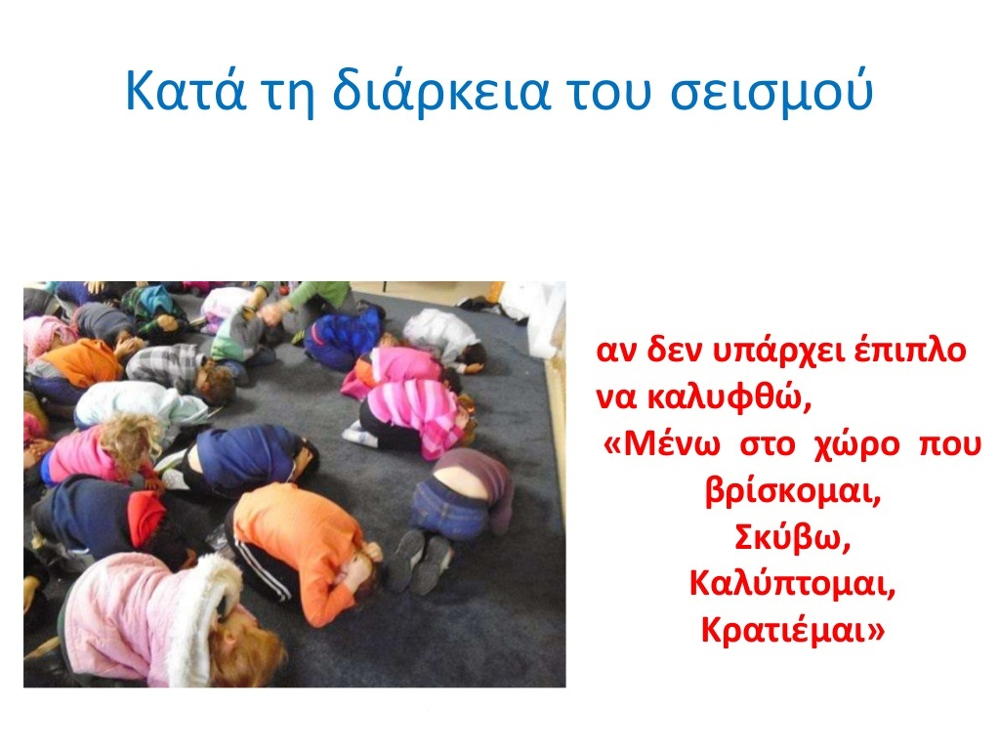 Κατά τη διάρκεια του σεισμού
αν δεν υπάρχει έπιπλο
να καλυφθώ,
«Μένω στο χώρο που
βρίσκομαι,
Σκύβω,
Καλύπτομαι,
Κρατιέμαι»